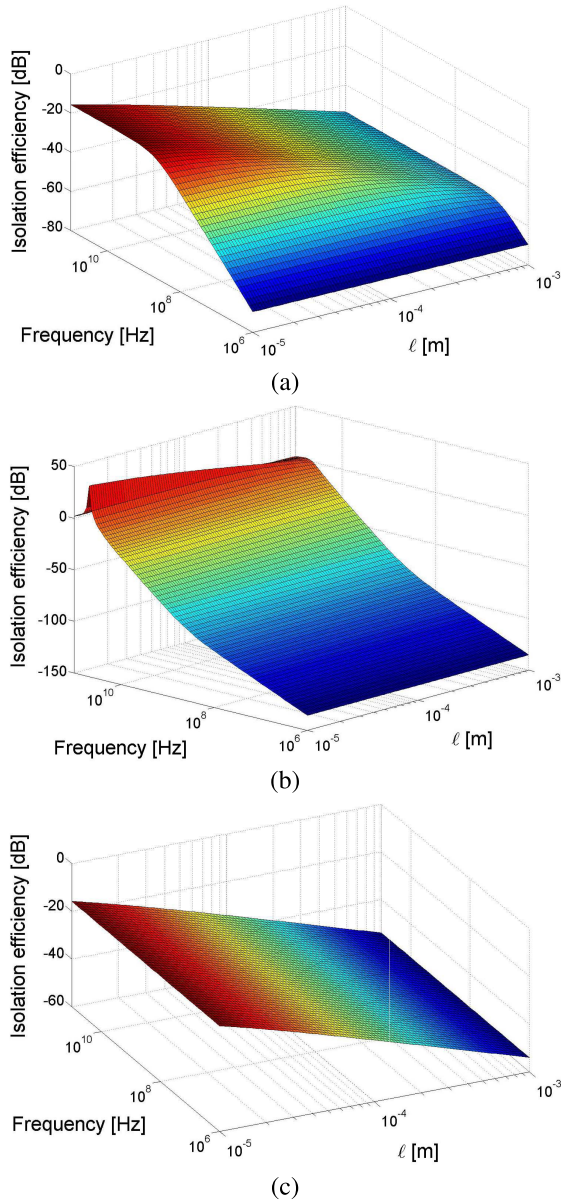 Isolation efficiency [dB]
0
-20
-40
-60
-80
10^10
10^8
10^6
Frequency [Hz]
10^-5
10^-4
10^-3
ℓ [m]
(a)
Isolation efficiency [dB]
50
0
-50
-100
-150
10^10
10^8
10^6
Frequency [Hz]
10^-5
10^-4
10^-3
ℓ [m]
(b)
Isolation efficiency [dB]
0
-20
-40
-60
10^10
10^8
10^6
Frequency [Hz]
10^-5
10^-4
10^-3
ℓ [m]
(c)